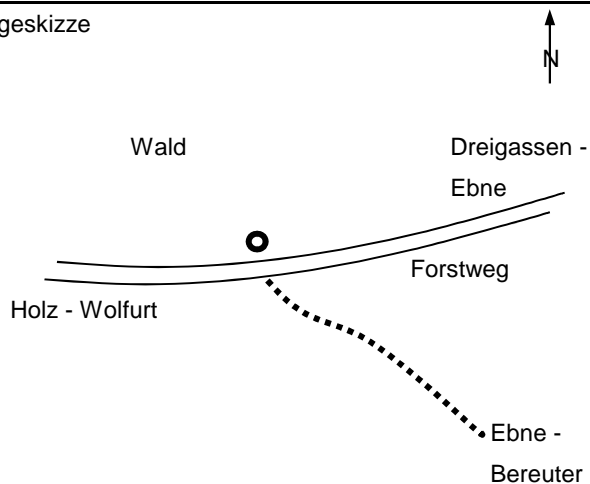 geskizze
N
Wald
Dreigassen -
Ebne
Forstweg
Holz - Wolfurt
Ebne -
Bereuter